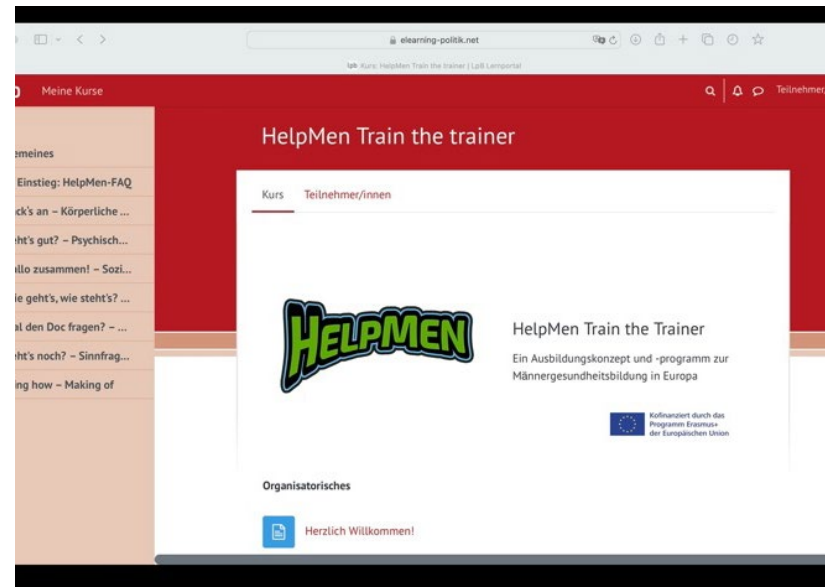 elearning-politik.net
lpb Kurs: HelpMen Train the trainer | LpB Lernportal
Meine Kurse
Teilnehmer
HelpMen Train the trainer
emeines
Einstieg: HelpMen-FAQ
ck's an – Körperliche ...
eht's gut? – Psychisch...
allo zusammen! – Sozi...
ie geht's, wie steht's? ...
al den Doc fragen? – ...
eht's noch? – Sinnfrag...
ing how – Making of
Kurs
Teilnehmer/innen
HELPMEN
HelpMen Train the Trainer
Ein Ausbildungskonzept und -programm zur
Männergesundheitsbildung in Europa
Kofinanziert durch das
Programm Erasmus+
der Europäischen Union
Organisatorisches
Herzlich Willkommen!